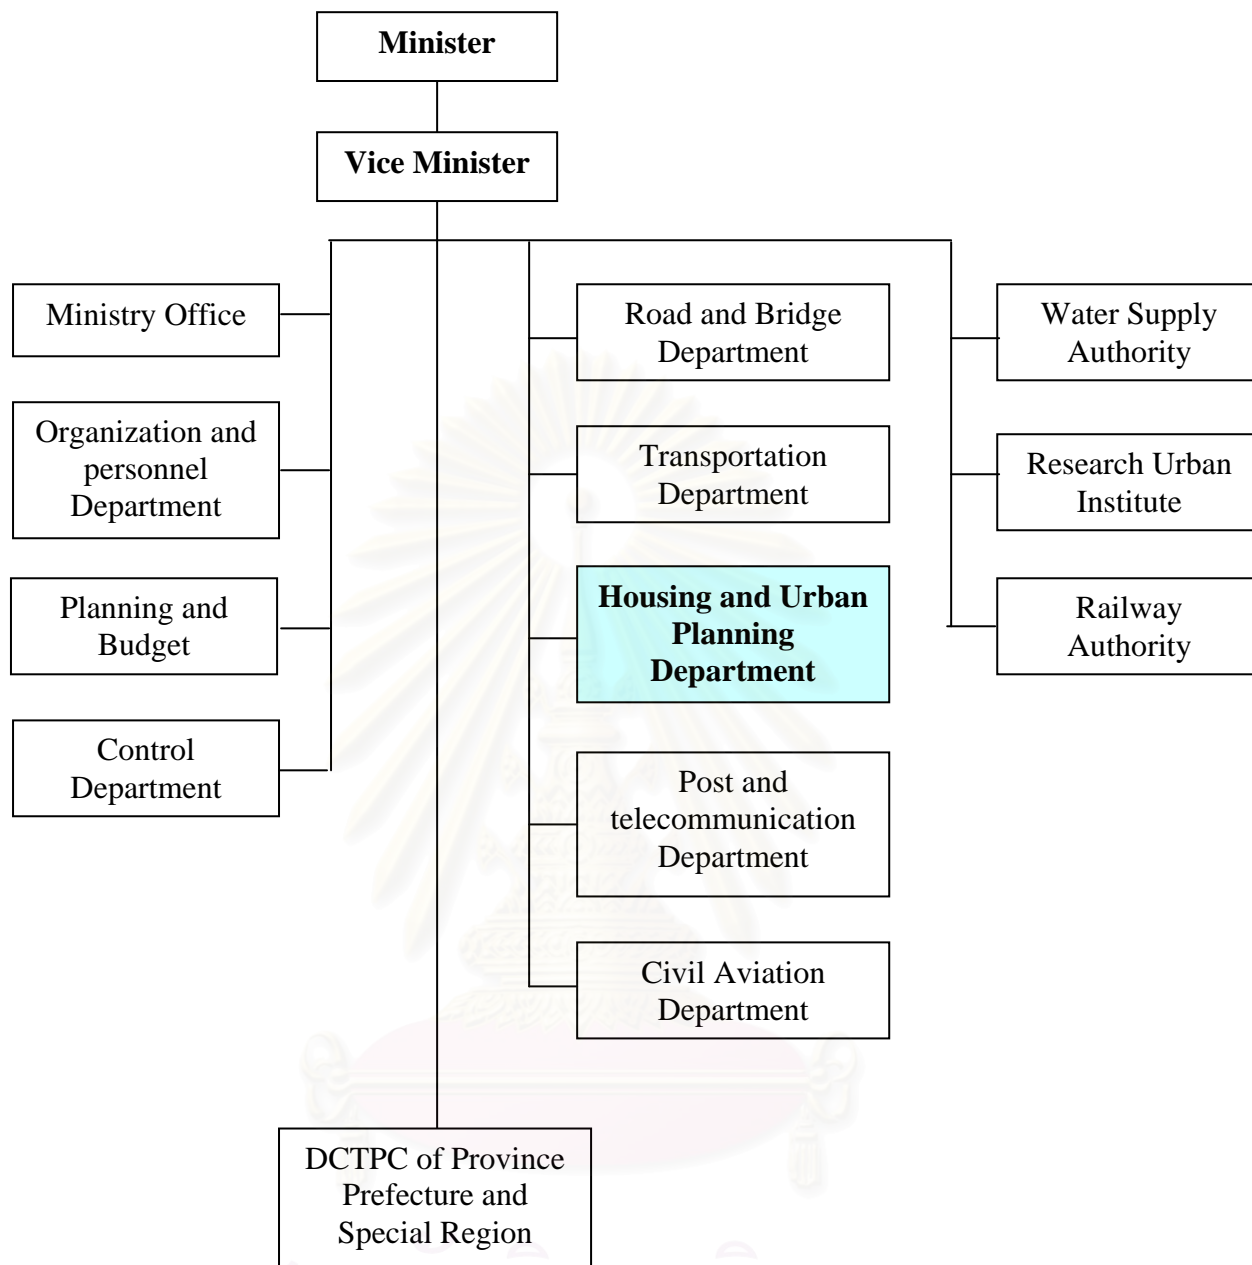 Minister
Vice Minister
Ministry Office
Organization and
personnel
Department
Planning and
Budget
Control
Department
Road and Bridge
Department
Transportation
Department
Housing and Urban
Planning
Department
Post and
telecommunication
Department
Civil Aviation
Department
Water Supply
Authority
Research Urban
Institute
Railway
Authority
DCTPC of Province
Prefecture and
Special Region